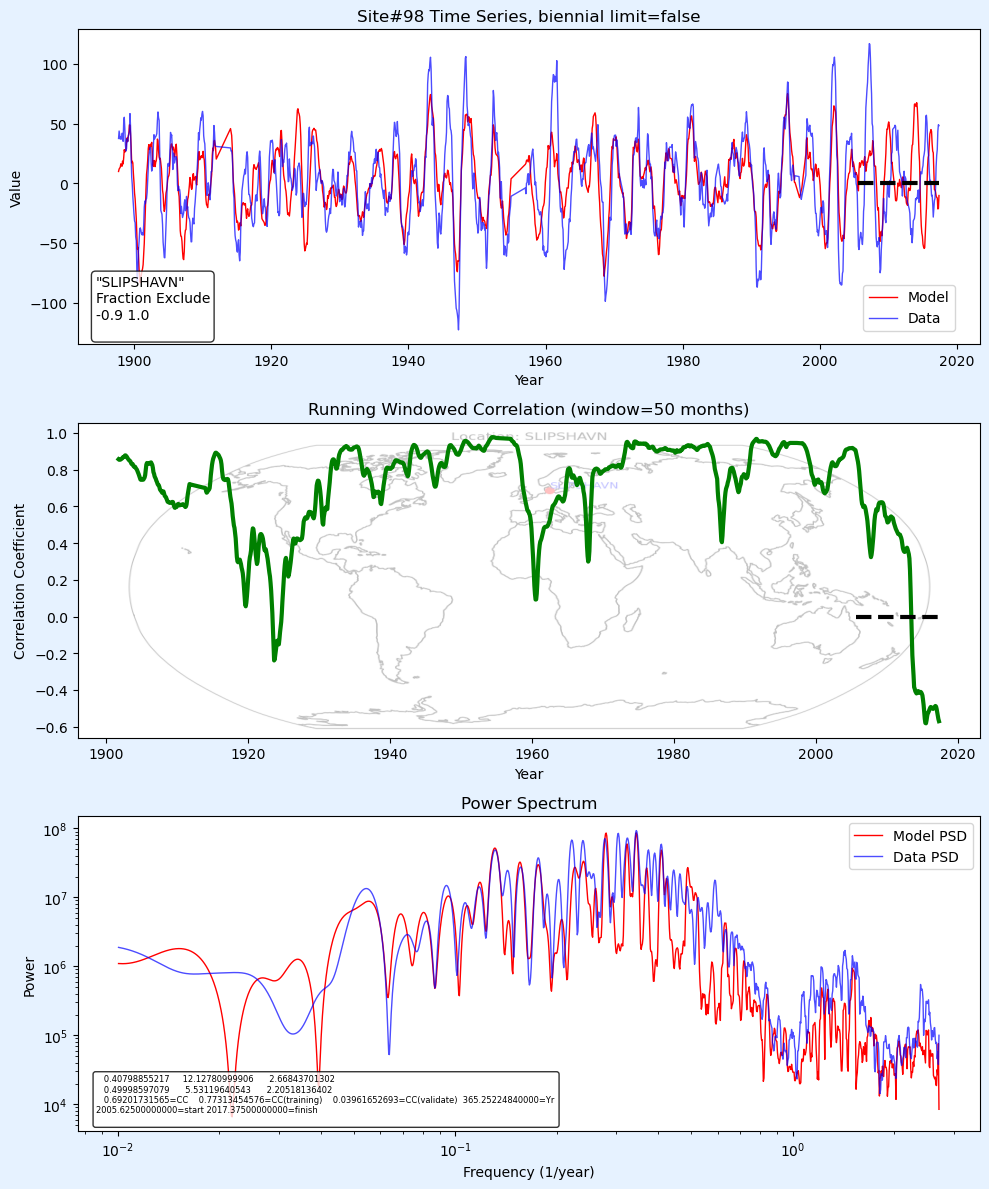 Site#98 Time Series, biennial limit=false
Value
100
50
0
−50
−100
"SLIPSHAVN"
Fraction Exclude
-0.9 1.0
Model
Data
1900 1920 1940 1960 1980 2000 2020
Year
Running Windowed Correlation (window=50 months)
Location: SLIPSHAVN
SLIPSHAVN
Correlation Coefficient
1.0
0.8
0.6
0.4
0.2
0.0
−0.2
−0.4
−0.6
1900 1920 1940 1960 1980 2000 2020
Year
Power Spectrum
Model PSD
Data PSD
Power
10^8
10^7
10^6
10^5
10^4
0.40798855217 12.12780999906 2.66843701302
0.49998597079 5.53119640543 2.20518136402
0.69201731565=CC 0.77313454576=CC(training) 0.03961652693=CC(validate) 365.25224840000=Yr
2005.62500000000=start 2017.37500000000=finish
10^−2 10^−1 10^0
Frequency (1/year)